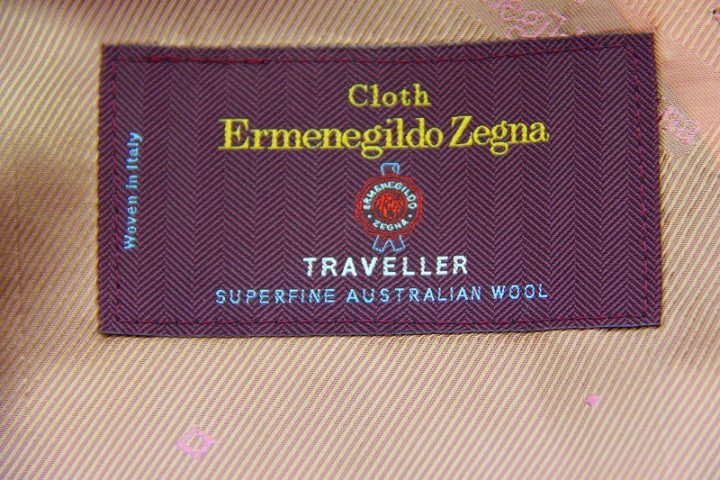 Cloth
Ermenegildo Zegna
Woven in Italy
ERMENEGILDO
ZEGNA
TRAVELLER
SUPERFINE AUSTRALIAN WOOL